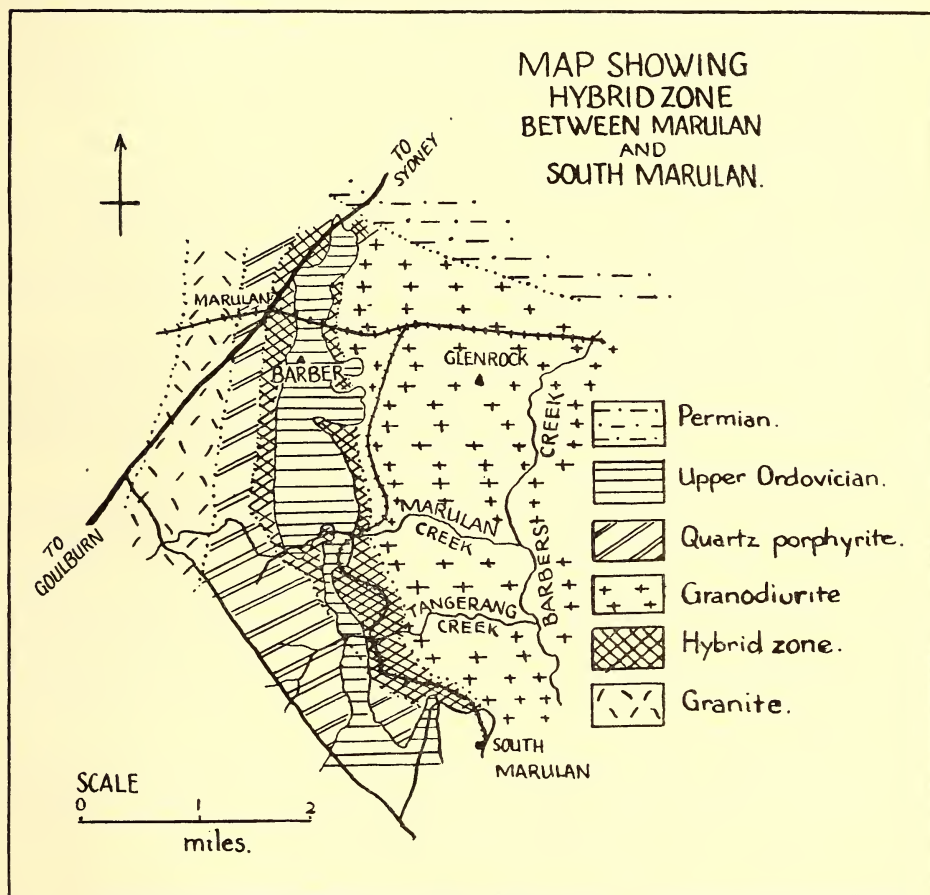 MAP SHOWING
HYBRID ZONE
BETWEEN MARULAN
AND
SOUTH MARULAN.
TO
SYDNEY
MARULAN
BARBER
GLENROCK
BARBERS CREEK
MARULAN
CREEK
TANGERANG
CREEK
TO
GOULBURN
SOUTH
MARULAN
Permian.
Upper Ordovician.
Quartz porphyrite.
Granodiurite
Hybrid zone.
Granite.
SCALE
0 1 2
miles.